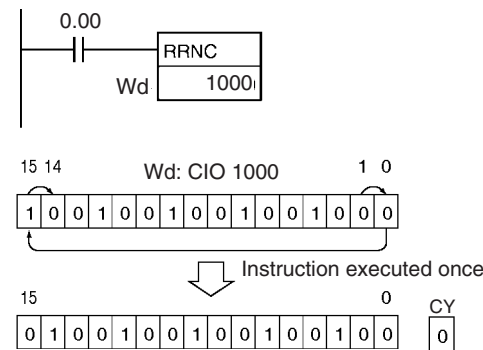 0.00
RRNC
Wd 1000
15 14 Wd: CIO 1000 1 0
1 0 0 1 0 0 1 0 0 1 0 0 1 0 0 0
Instruction executed once
15 0 CY
0 1 0 0 1 0 0 1 0 0 1 0 0 1 0 0 0